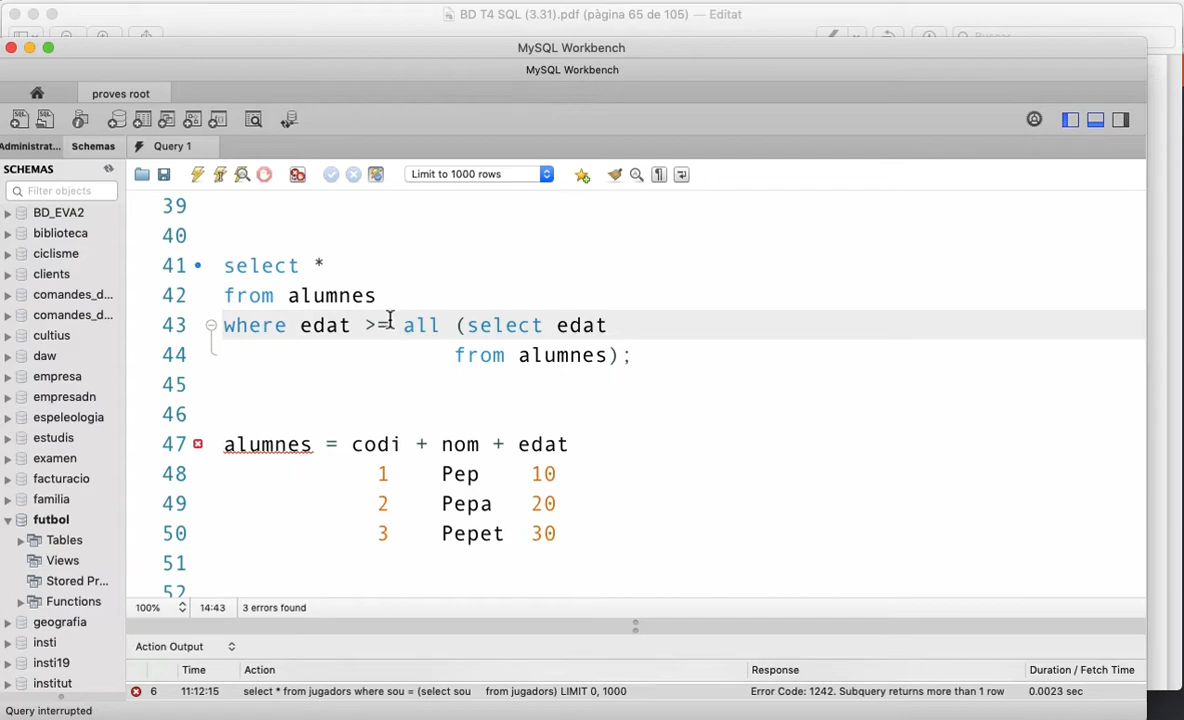 BD T4 SQL (3.31).pdf (pàgina 65 de 105) — Editat
MySQL Workbench
MySQL Workbench
proves root
Administrat... Schemas Query 1
SCHEMAS
Limit to 1000 rows
Filter objects
BD_EVA2
biblioteca
ciclisme
clients
comandes_d...
comandes_d...
cultius
daw
empresa
empresadn
espeleologia
estudis
examen
facturacio
familia
futbol
Tables
Views
Stored Pr...
Functions
geografia
insti
insti19
institut
39
40
41 select *
42 from alumnes
43 where edat >= all (select edat
44 from alumnes);
45
46
47 alumnes = codi + nom + edat
48 1 Pep 10
49 2 Pepa 20
50 3 Pepet 30
51
52
100% 14:43 3 errors found
Action Output
Time Action Response Duration / Fetch Time
6 11:12:15 select * from jugadors where sou = (select sou from jugadors) LIMIT 0, 1000 Error Code: 1242. Subquery returns more than 1 row 0.0023 sec
Query interrupted